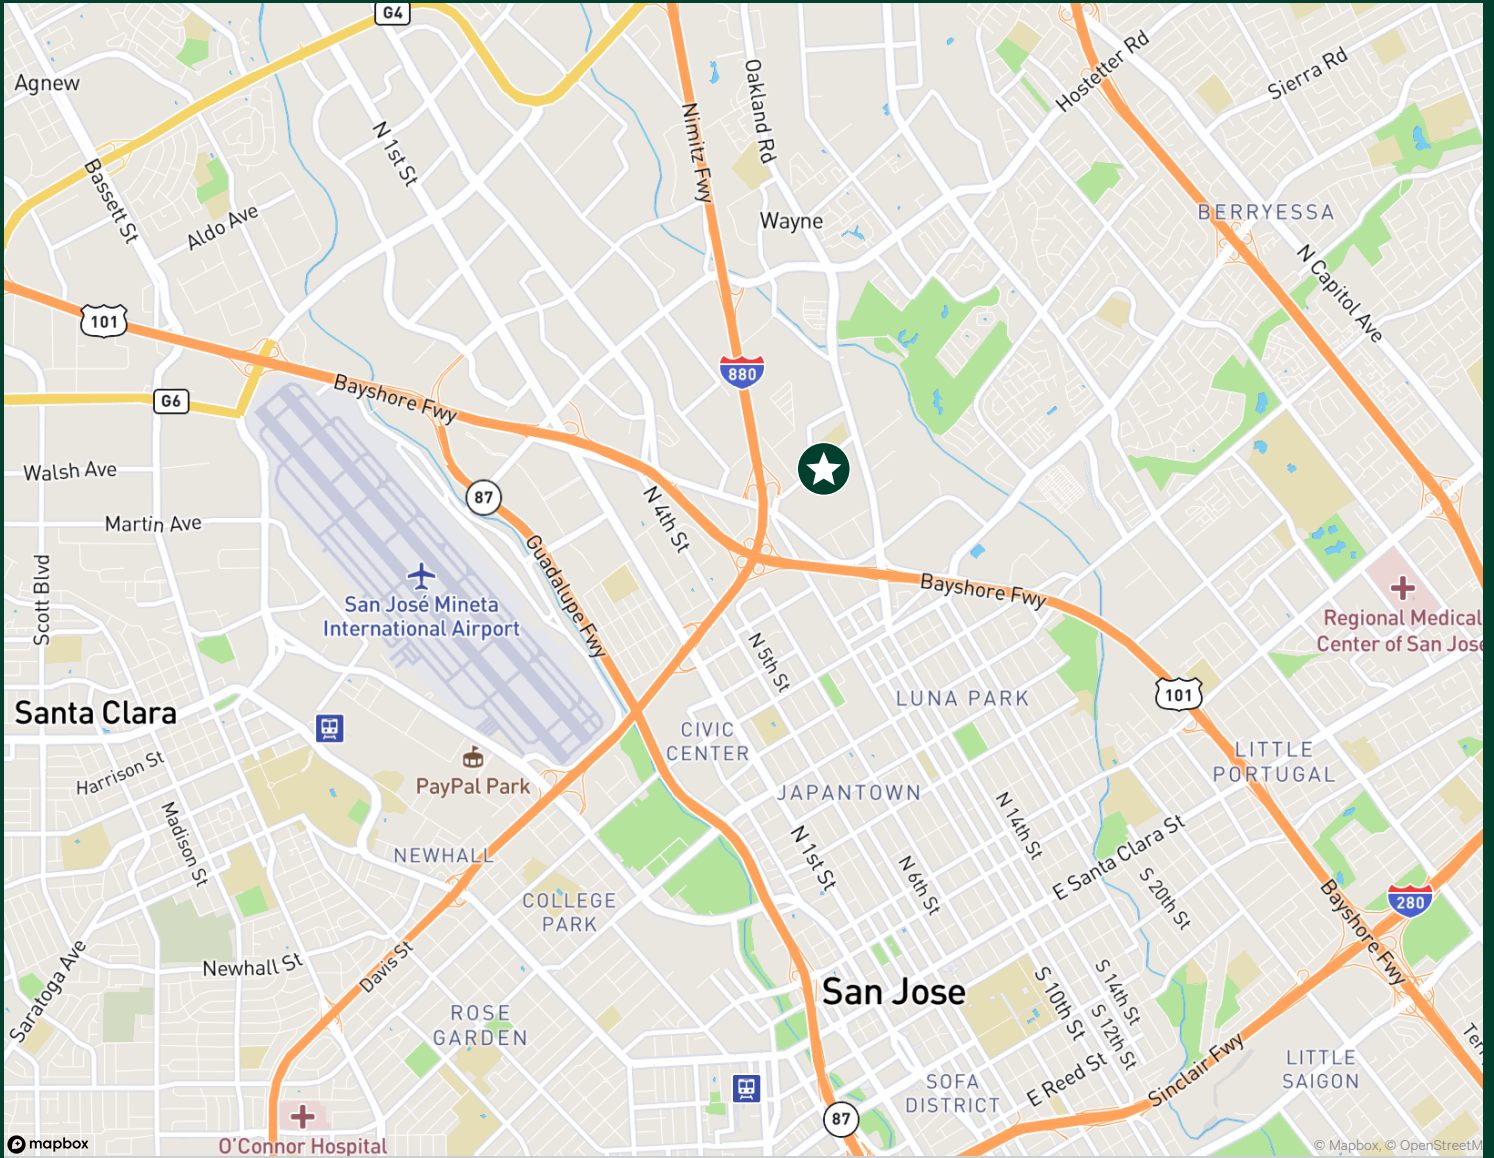 G4
Agnew
N 1st St
Nimitz Fwy
Oakland Rd
Hostetter Rd
Sierra Rd
Bassett St
Aldo Ave
Wayne
BERRYESSA
N Capitol Ave
101
880
Bayshore Fwy
G6
Walsh Ave
87
N 4th St
Martin Ave
Guadalupe Fwy
Scott Blvd
San José Mineta
International Airport
Bayshore Fwy
Regional Medical
Center of San Jose
N 5th St
101
LUNA PARK
Santa Clara
CIVIC
CENTER
LITTLE
PORTUGAL
Harrison St
PayPal Park
JAPANTOWN
Madison St
N 1st St
N 14th St
NEWHALL
E Santa Clara St
N 6th St
S 20th St
COLLEGE
PARK
280
Bayshore Fwy
Saratoga Ave
Newhall St
Davis St
San Jose
S 10th St
S 14th St
S 12th St
ROSE
GARDEN
LITTLE
SAIGON
Sinclair Fwy
E Reed St
SOFA
DISTRICT
87
O'Connor Hospital
mapbox
© Mapbox, © OpenStreetM